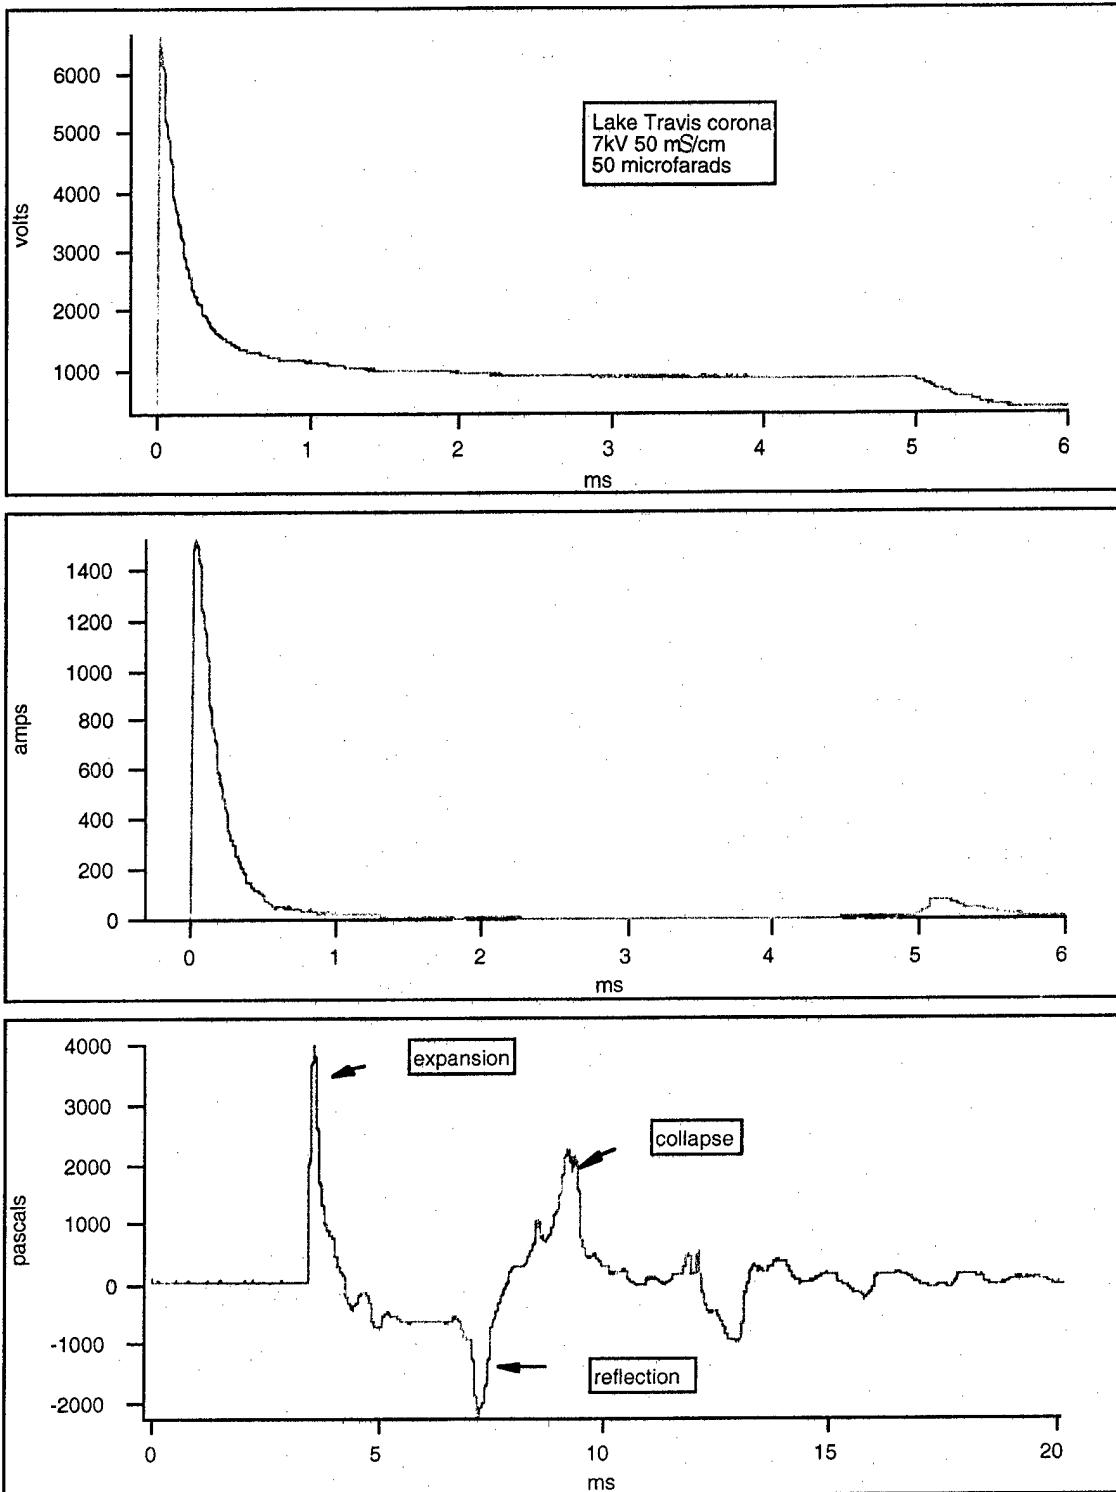 6000
5000
4000
3000
2000
1000
volts
Lake Travis corona
7kV 50 mS/cm
50 microfarads
0 1 2 3 4 5 6
ms
1400
1200
1000
800
600
400
200
0
amps
0 1 2 3 4 5 6
ms
4000
3000
2000
1000
0
-1000
-2000
pascals
expansion
collapse
reflection
0 5 10 15 20
ms